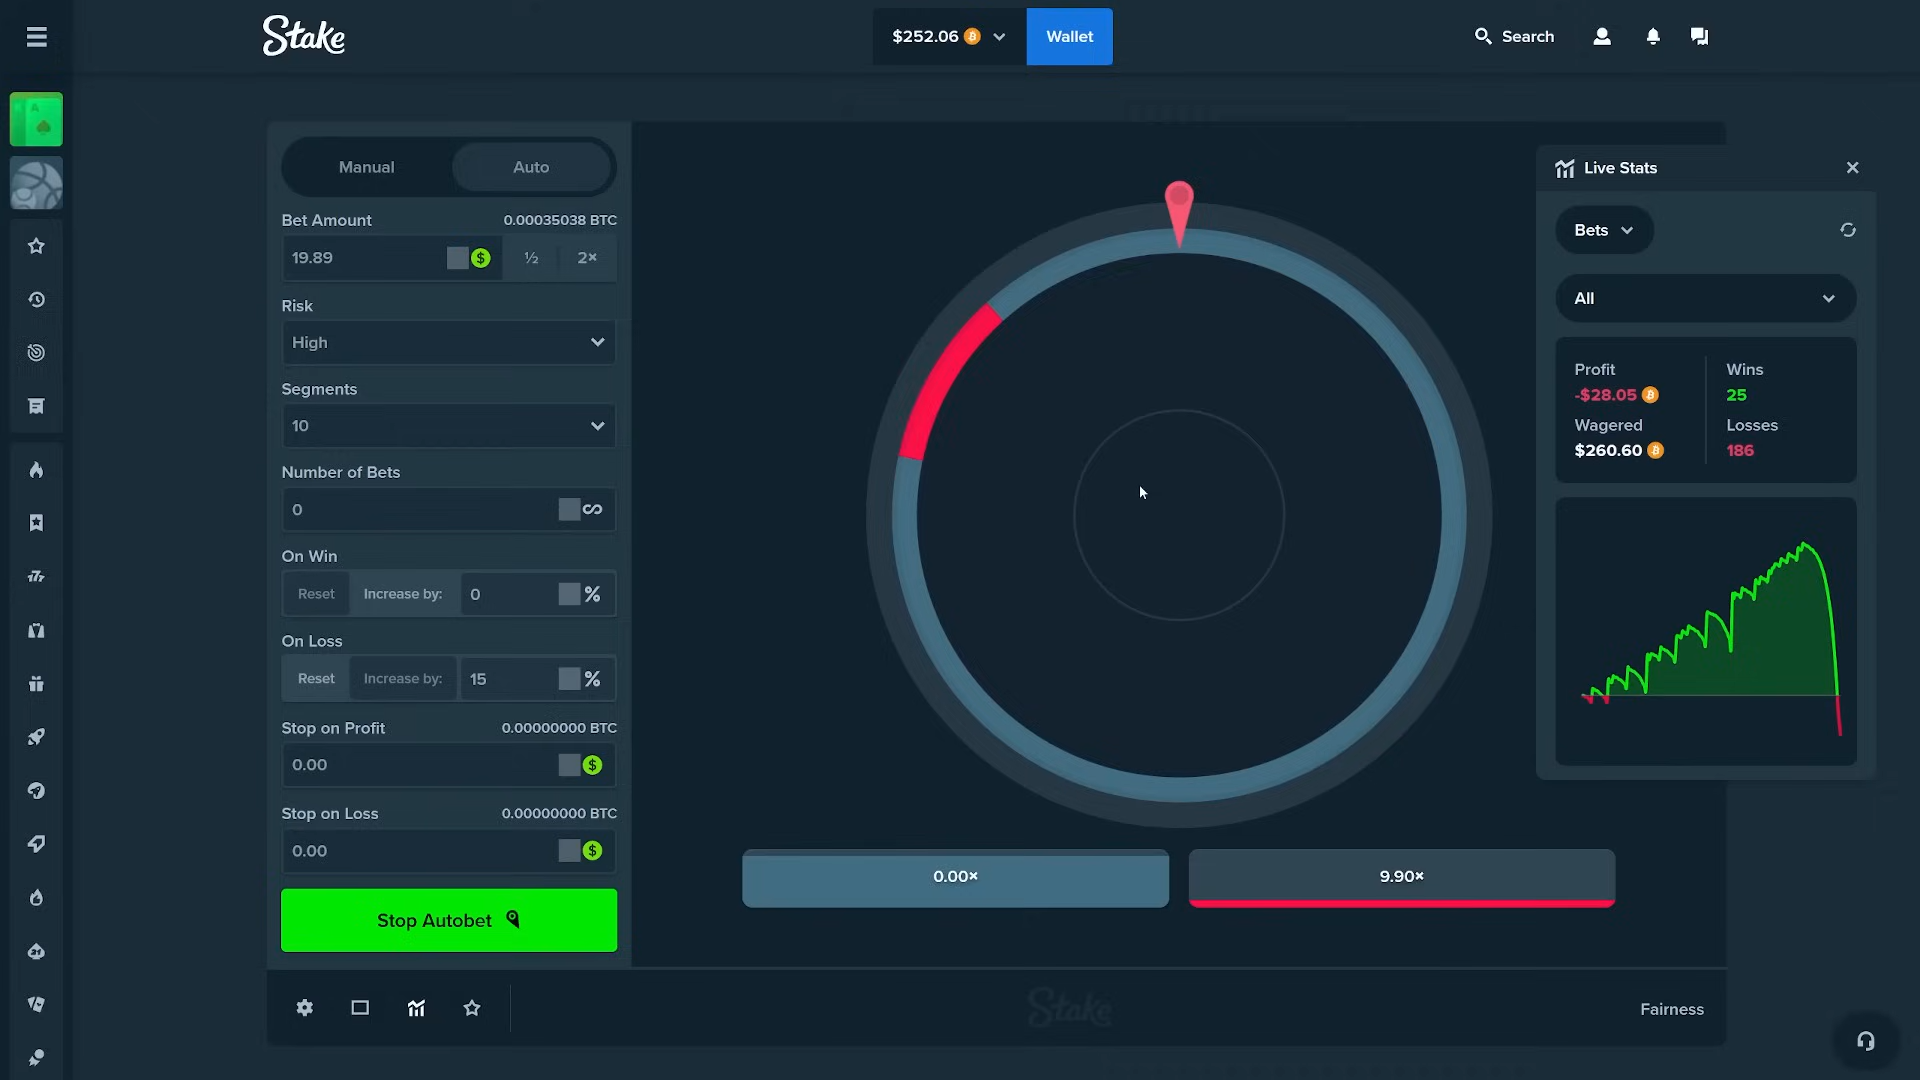 Stake
$252.06
Wallet
Search
Manual
Auto
Bet Amount
0.00035038 BTC
19.89
$
½
2×
Risk
High
Segments
10
Number of Bets
0
∞
On Win
Reset
Increase by:
0
%
On Loss
Reset
Increase by:
15
%
Stop on Profit
0.00000000 BTC
0.00
$
Stop on Loss
0.00000000 BTC
0.00
$
Stop Autobet
0.00×
9.90×
Live Stats
Bets
All
Profit
-$28.05
Wins
25
Wagered
$260.60
Losses
186
Stake
Fairness